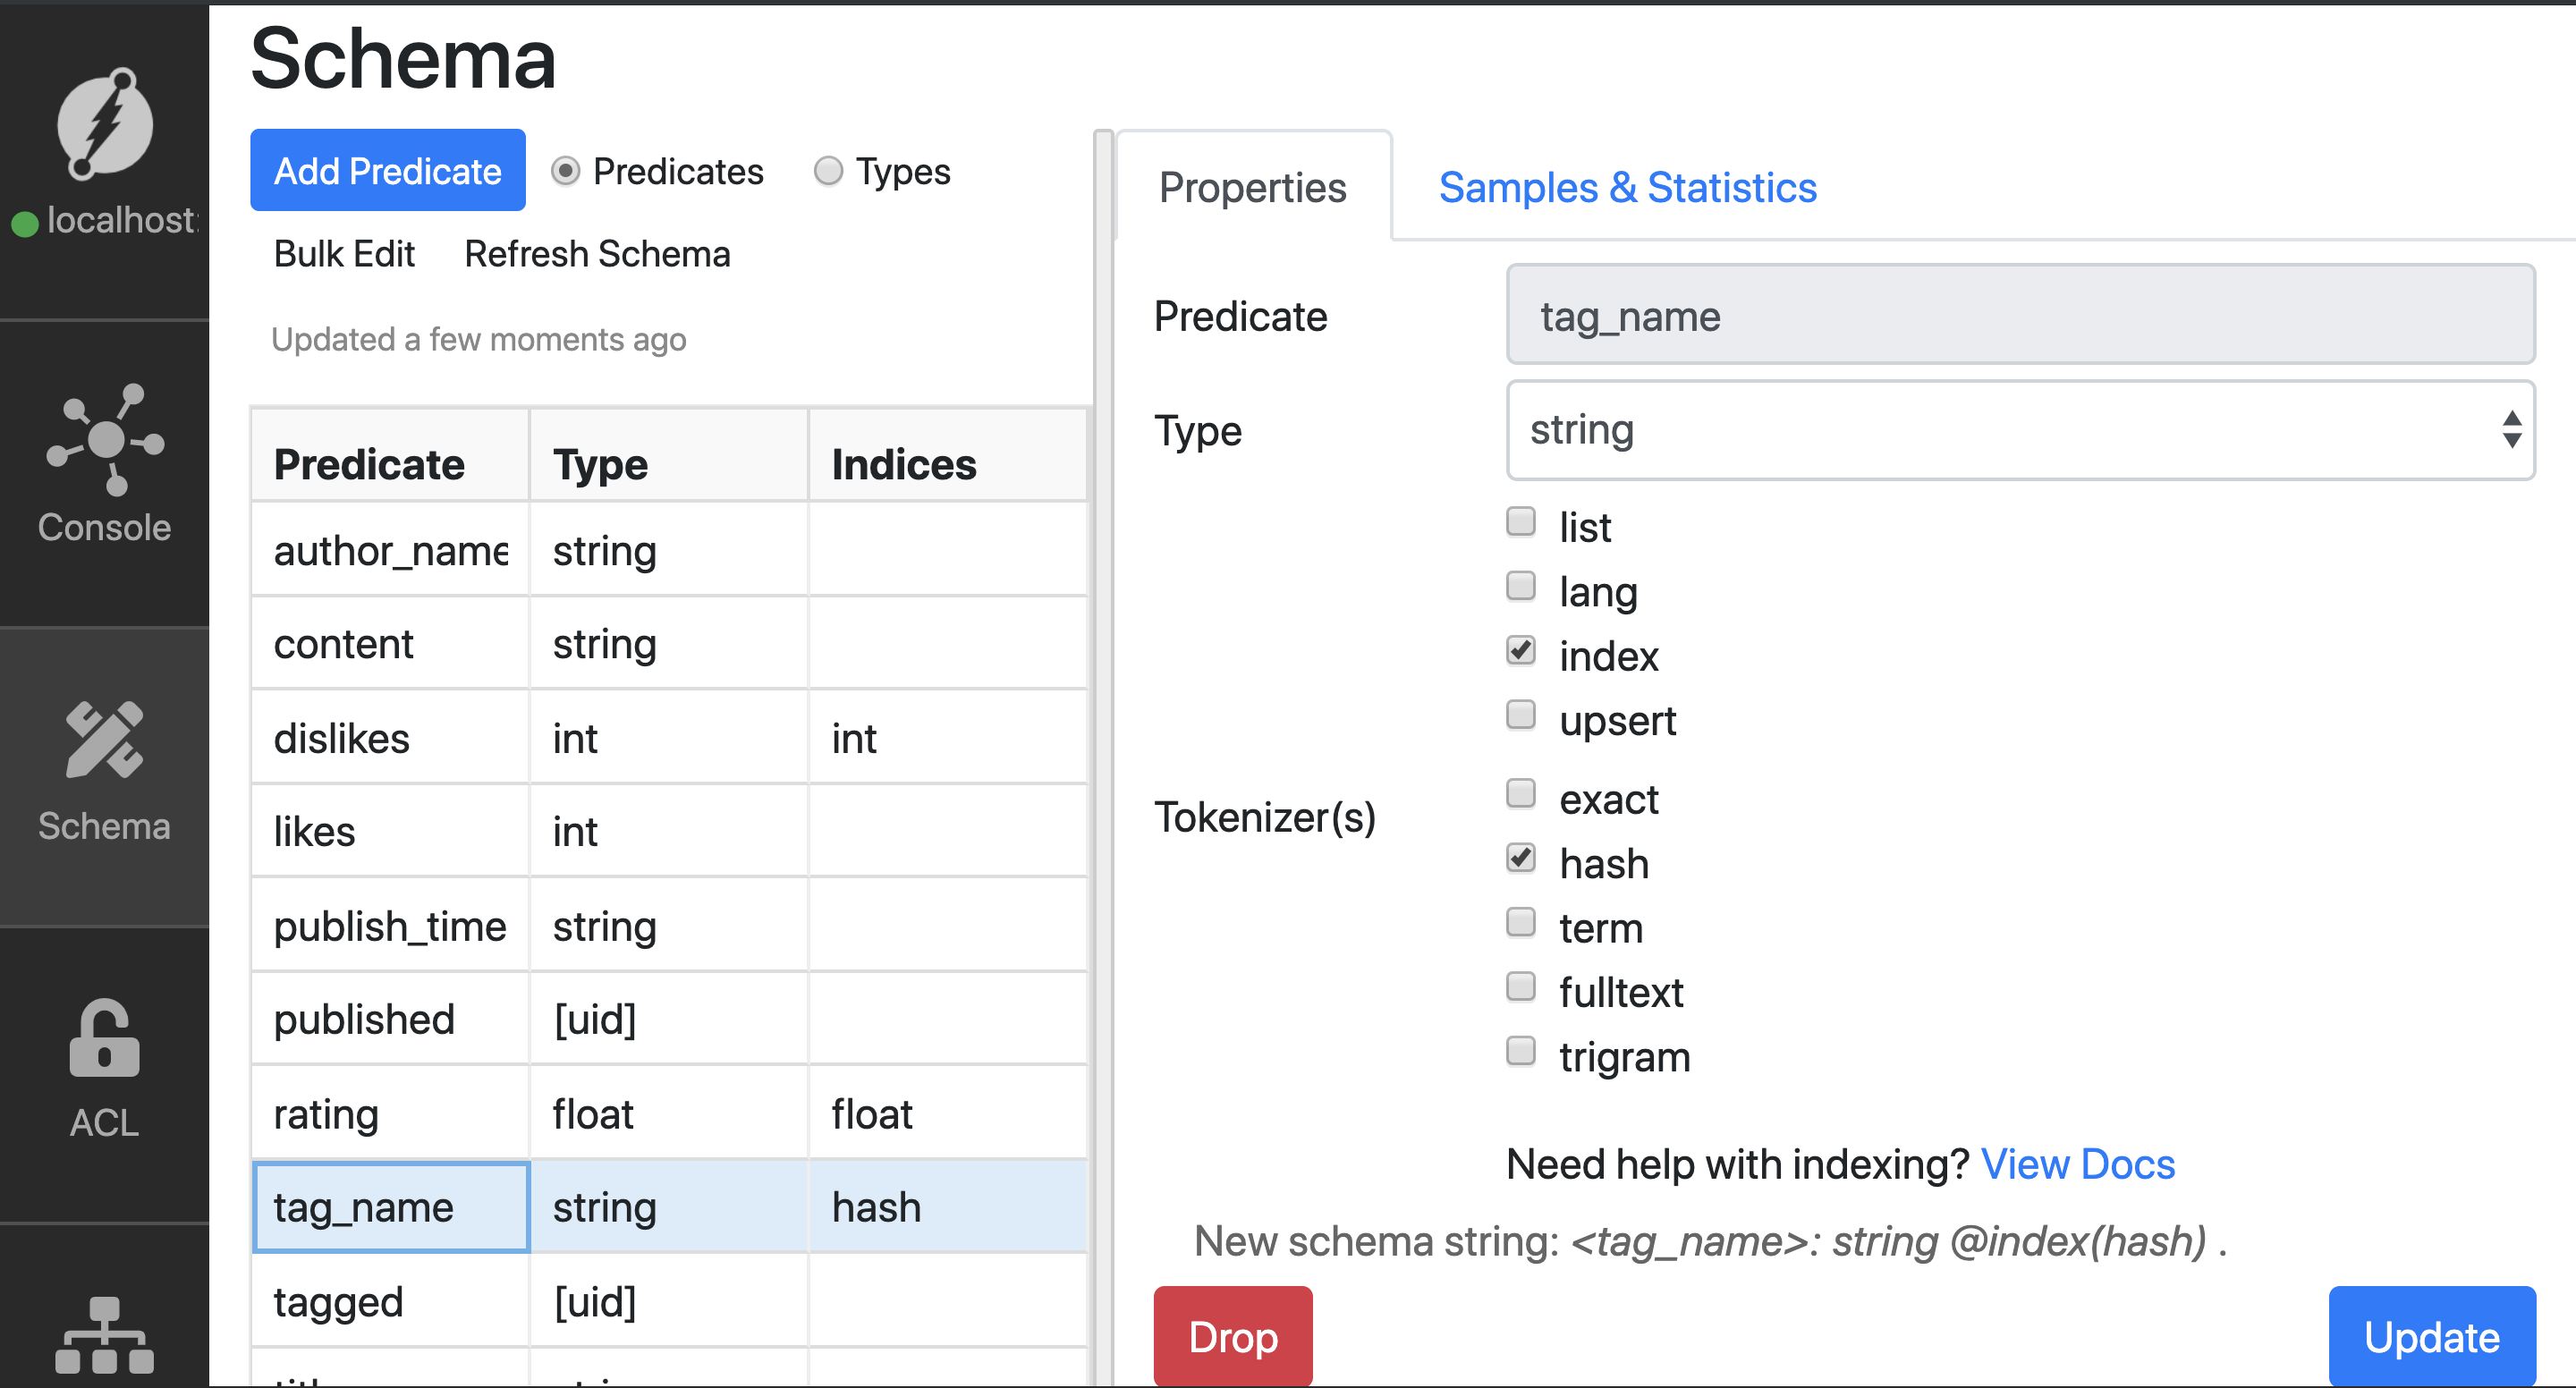 Schema
localhost:
Console
Schema
ACL
Add Predicate Predicates Types
Bulk Edit Refresh Schema
Updated a few moments ago
Predicate Type Indices
author_name string
content string
dislikes int int
likes int
publish_time string
published [uid]
rating float float
tag_name string hash
tagged [uid]
Properties Samples & Statistics
Predicate tag_name
Type string
list
lang
index
upsert
Tokenizer(s)
exact
hash
term
fulltext
trigram
Need help with indexing? View Docs
New schema string: <tag_name>: string @index(hash) .
Drop Update